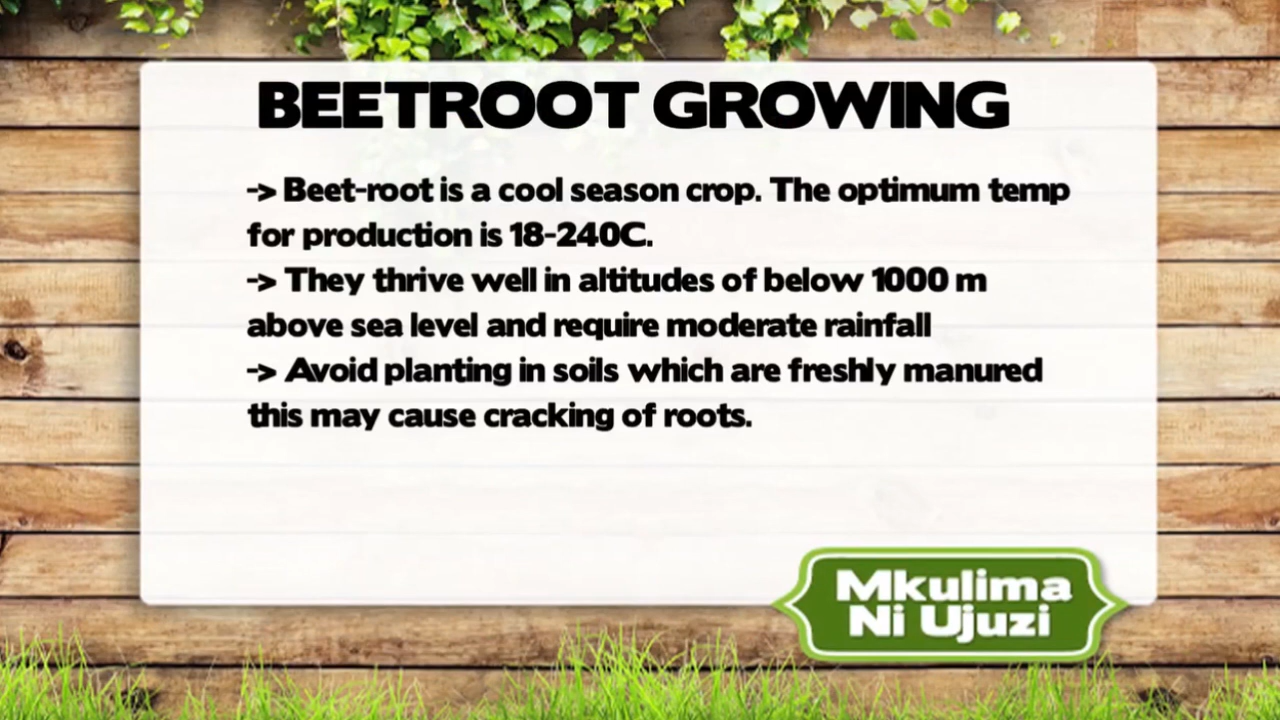 BEETROOT GROWING
-> Beet-root is a cool season crop. The optimum temp
for production is 18-240C.
-> They thrive well in altitudes of below 1000 m
above sea level and require moderate rainfall
-> Avoid planting in soils which are freshly manured
this may cause cracking of roots.
Mkulima
Ni Ujuzi